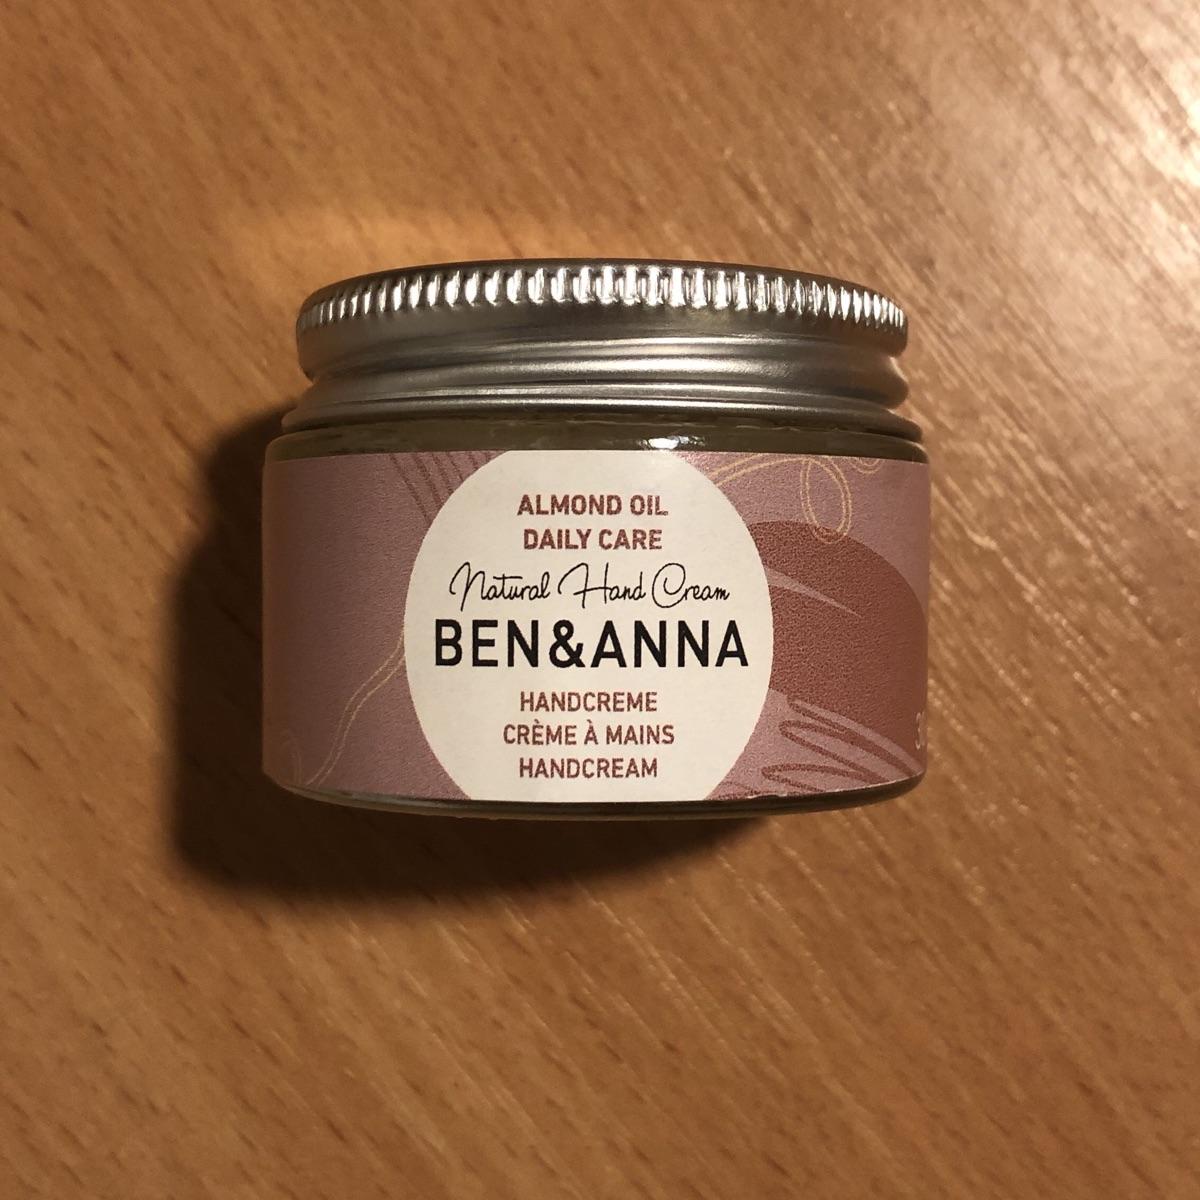 ALMOND OIL
DAILY CARE
Natural Hand Cream
BEN&ANNA
HANDCREME
CRÈME À MAINS
HANDCREAM